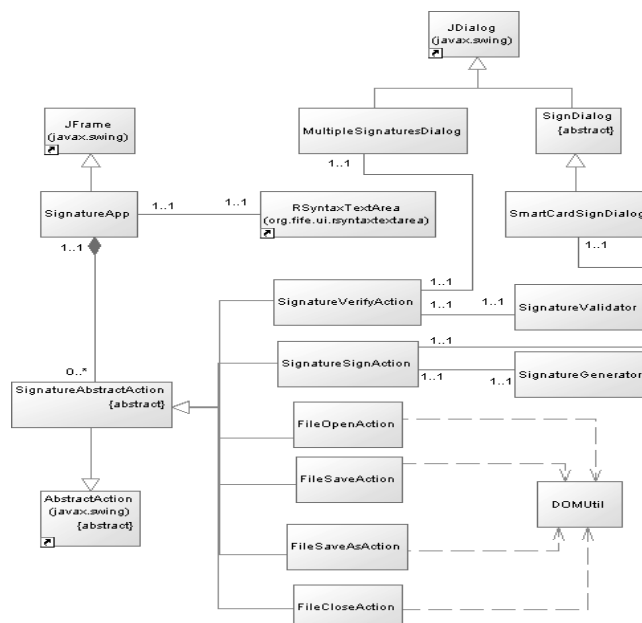 JDialog
(javax.swing)
JFrame
(javax.swing)
MultipleSignaturesDialog
SignDialog
{abstract}
1..1
SignatureApp
1..1
1..1
RSyntaxTextArea
(org.fife.ui.rsyntaxtextarea)
SmartCardSignDialog
1..1
1..1
1..1
SignatureVerifyAction
1..1
1..1
SignatureValidator
1..1
SignatureSignAction
1..1
1..1
SignatureGenerator
0..*
SignatureAbstractAction
{abstract}
FileOpenAction
FileSaveAction
AbstractAction
(javax.swing)
{abstract}
DOMUtil
FileSaveAsAction
FileCloseAction